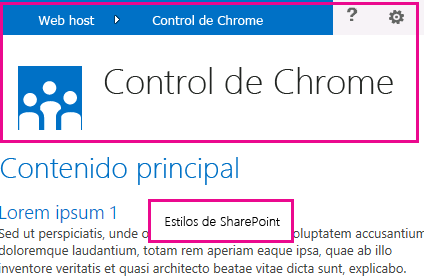 Web host Control de Chrome ?
Control de Chrome
Contenido principal
Lorem ipsum 1
Estilos de SharePoint
Sed ut perspiciatis, unde o voluptatem accusantium
doloremque laudantium, totam rem aperiam eaque ipsa, quae ab illo
inventore veritatis et quasi architecto beatae vitae dicta sunt, explicabo.